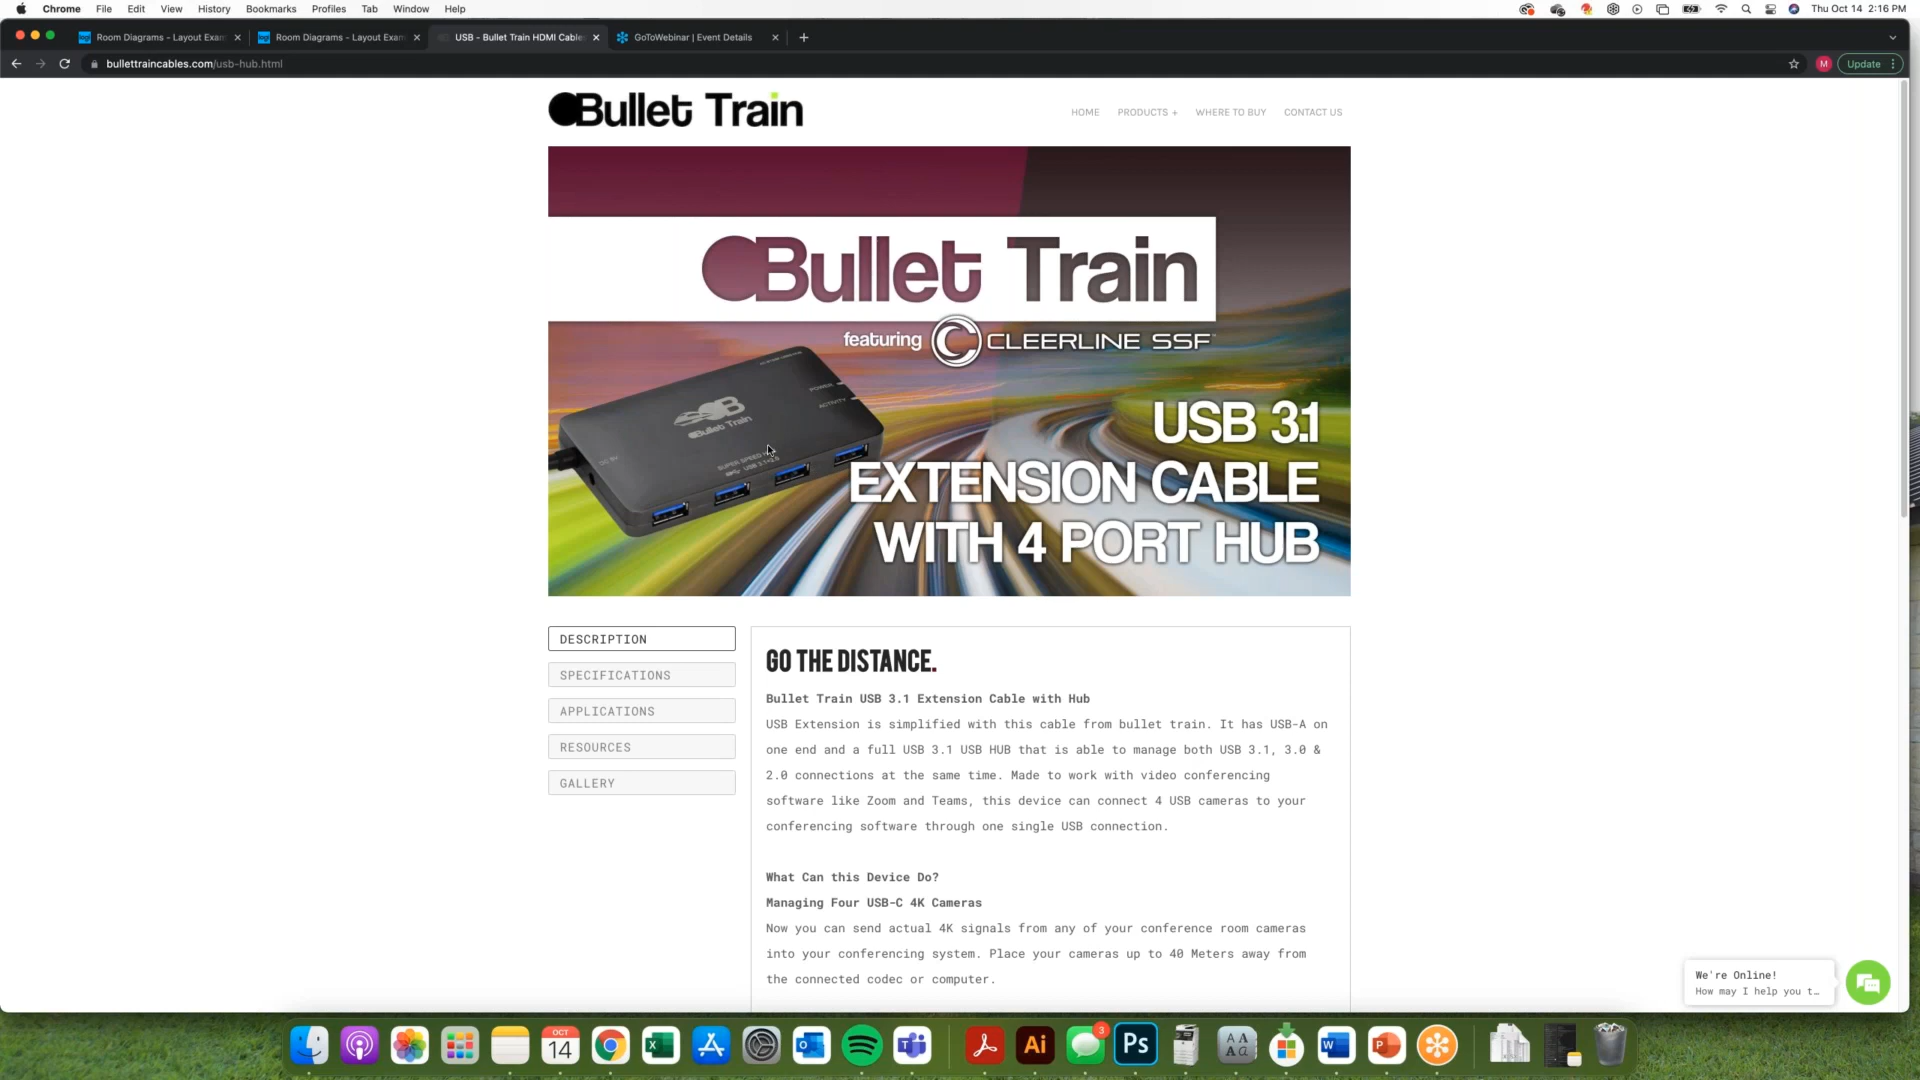 Chrome File Edit View History Bookmarks Profiles Tab Window Help Thu Oct 14 2:16 PM
Room Diagrams - Layout Exam Room Diagrams - Layout Exam USB - Bullet Train HDMI Cables GoToWebinar | Event Details
bullettraincables.com/usb-hub.html M Update
Bullet Train
HOME PRODUCTS + WHERE TO BUY CONTACT US
Bullet Train
featuring CLEERLINE SSF
POWER
ACTIVITY
Bullet Train
DC 5V
USB 3.1
EXTENSION CABLE
WITH 4 PORT HUB
DESCRIPTION
SPECIFICATIONS
APPLICATIONS
RESOURCES
GALLERY
GO THE DISTANCE.
Bullet Train USB 3.1 Extension Cable with Hub
USB Extension is simplified with this cable from bullet train. It has USB-A on
one end and a full USB 3.1 USB HUB that is able to manage both USB 3.1, 3.0 &
2.0 connections at the same time. Made to work with video conferencing
software like Zoom and Teams, this device can connect 4 USB cameras to your
conferencing software through one single USB connection.
What Can this Device Do?
Managing Four USB-C 4K Cameras
Now you can send actual 4K signals from any of your conference room cameras
into your conferencing system. Place your cameras up to 40 Meters away from
the connected codec or computer.
We're Online!
How may I help you t...
OCT
14
3
Ai
Ps
W
P